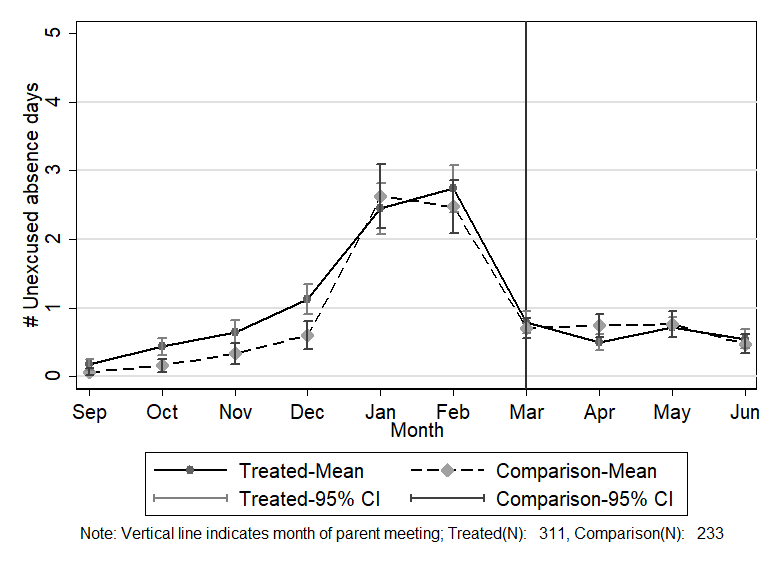 # Unexcused absence days
5
4
3
2
1
0
Sep Oct Nov Dec Jan Feb Mar Apr May Jun
Month
Treated-Mean Comparison-Mean
Treated-95% CI Comparison-95% CI
Note: Vertical line indicates month of parent meeting; Treated(N): 311, Comparison(N): 233